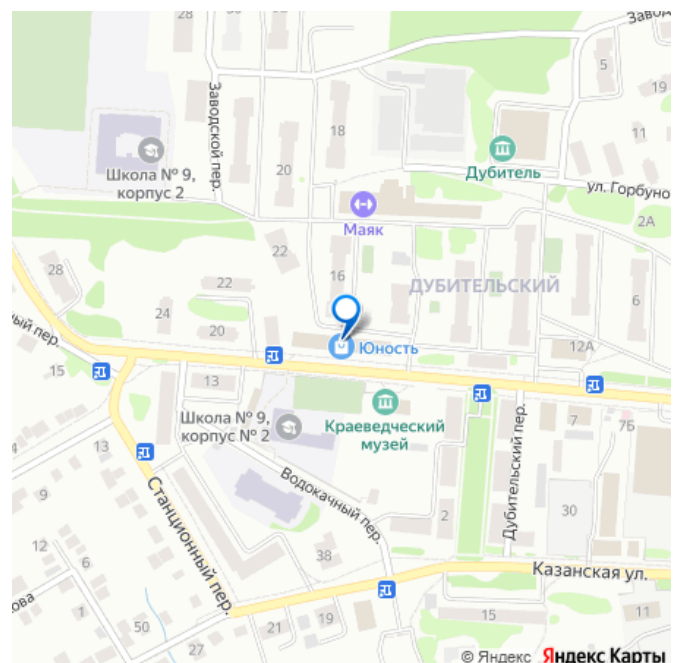 28
Заводской пер.
18
20
Школа № 9,
корпус 2
Дубитель
5
19
11
ул. Горбуно
2А
Маяк
22
16
ДУБИТЕЛЬСКИЙ
28
22
24
20
6
Юность
12А
ный пер.
15
13
Школа № 9,
корпус № 2
Краеведческий
музей
7
7Б
13
4
9
Станционный пер.
Водокачный пер.
2
Дубительский пер.
30
12
6
38
Казанская ул.
ова
1
50
27
21
19
15
11
© Яндекс Яндекс Карты